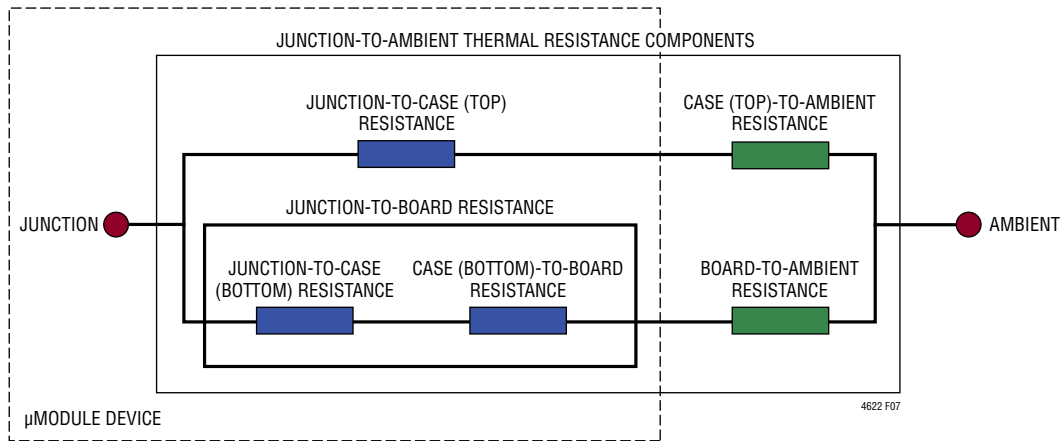 JUNCTION-TO-AMBIENT THERMAL RESISTANCE COMPONENTS
JUNCTION-TO-CASE (TOP)
RESISTANCE
CASE (TOP)-TO-AMBIENT
RESISTANCE
JUNCTION
JUNCTION-TO-BOARD RESISTANCE
AMBIENT
JUNCTION-TO-CASE
(BOTTOM) RESISTANCE
CASE (BOTTOM)-TO-BOARD
RESISTANCE
BOARD-TO-AMBIENT
RESISTANCE
4622 F07
µMODULE DEVICE